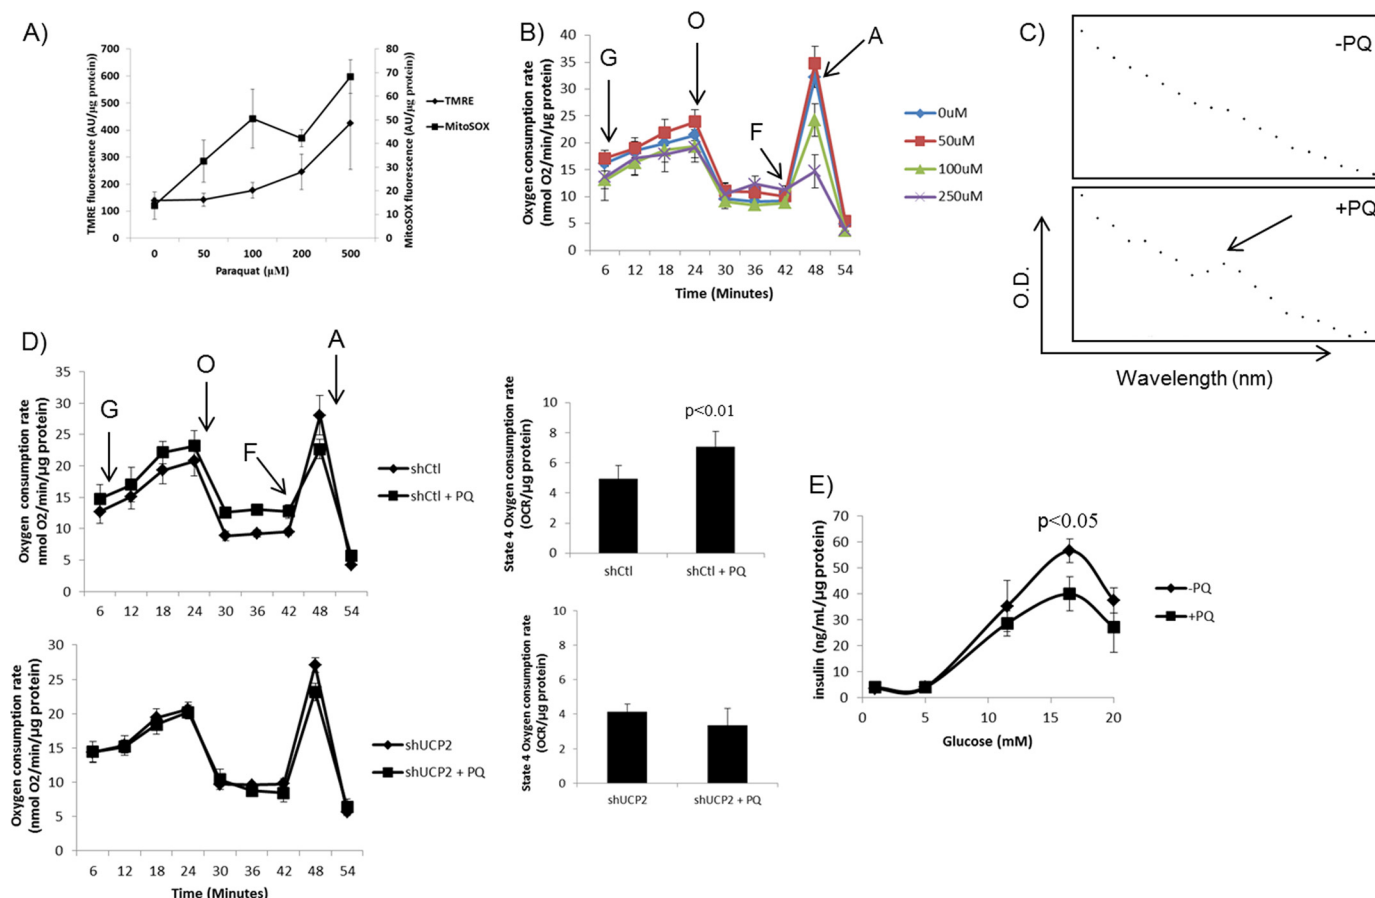 A)
700
600
500
400
300
200
100
0
TMRE fluorescence (AU/µg protein))
80
70
60
50
40
30
20
10
0
MitoSOX fluorescence (AU/µg protein))
0 50 100 200 500
Paraquat (µM)
TMRE
MitoSOX
B)
G
O
A
F
40
35
30
25
20
15
10
5
0
Oxygen consumption rate
(nmol O2/min/µg protein)
6 12 18 24 30 36 42 48 54
Time (Minutes)
0uM
50uM
100uM
250uM
C)
-PQ
+PQ
O.D.
Wavelength (nm)
D)
G
O
F
A
35
30
25
20
15
10
5
0
Oxygen consumption rate
nmol O2/min/µg protein)
6 12 18 24 30 36 42 48 54
shCtl
shCtl + PQ
10
8
6
4
2
0
State 4 Oxygen consumption rate
(OCR/µg protein)
p<0.01
shCtl shCtl + PQ
30
25
20
15
10
5
0
Oxygen consumption rate
(nmol O2/min/µg protein)
6 12 18 24 30 36 42 48 54
Time (Minutes)
shUCP2
shUCP2 + PQ
10
8
6
4
2
0
State 4 Oxygen consumption rate
(OCR/µg protein)
shUCP2 shUCP2 + PQ
E)
70
60
50
40
30
20
10
0
insulin (ng/mL/µg protein)
p<0.05
0 5 10 15 20
Glucose (mM)
-PQ
+PQ